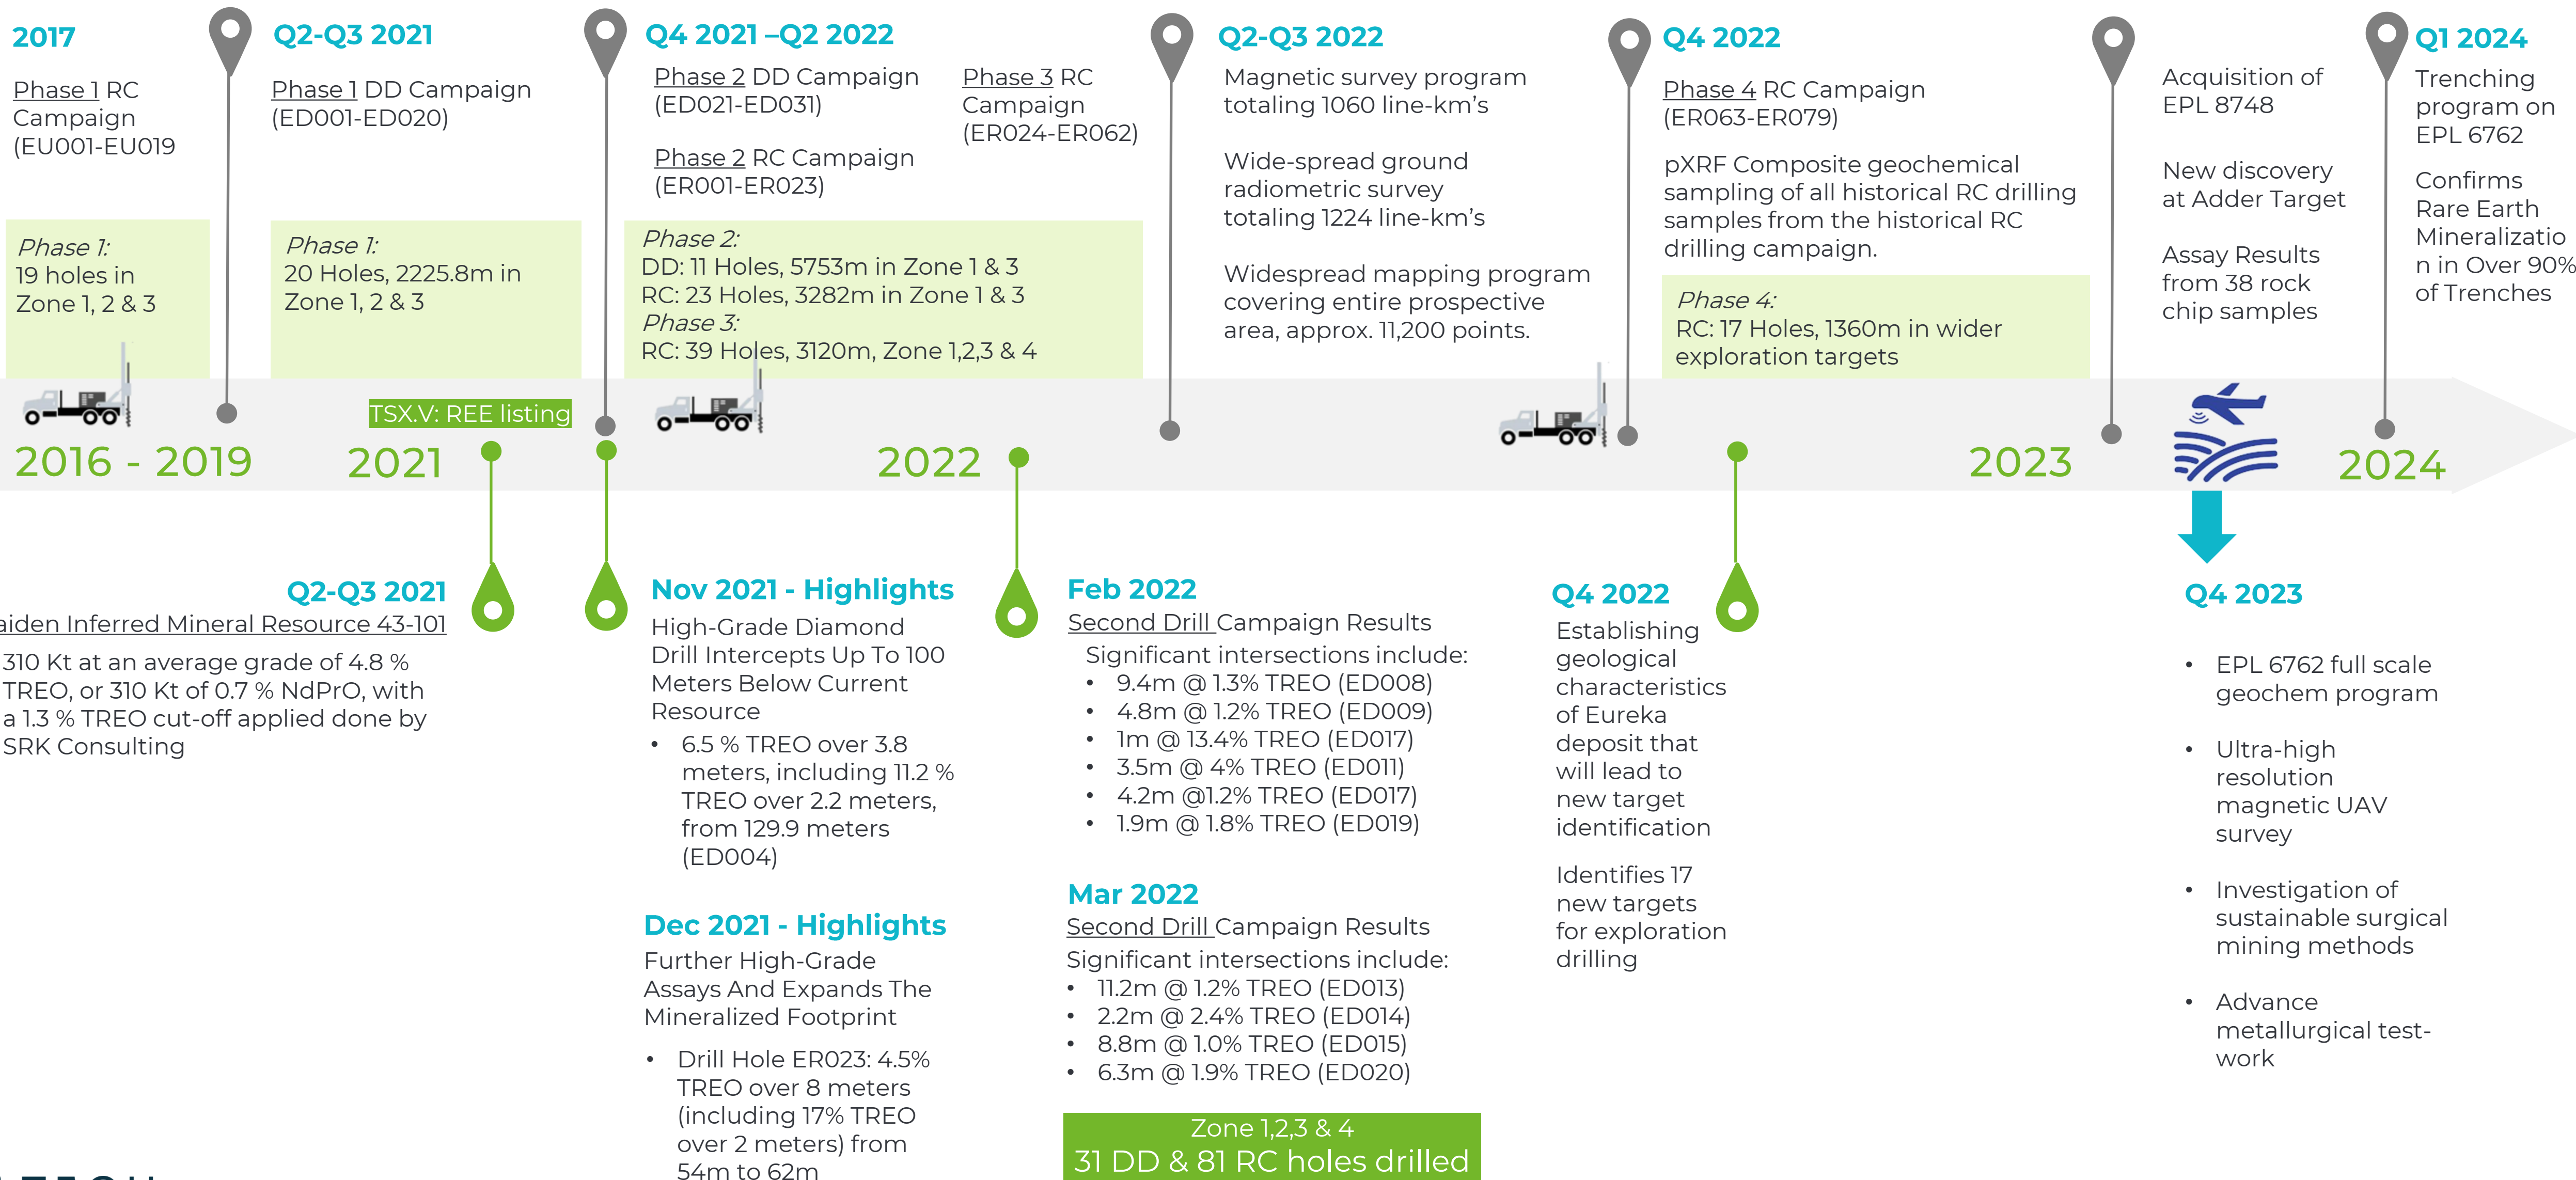 2017
Phase 1 RC
Campaign
(EU001-EU019
Phase 1:
19 holes in
Zone 1, 2 & 3
Q2-Q3 2021
Phase 1 DD Campaign
(ED001-ED020)
Phase 1:
20 Holes, 2225.8m in
Zone 1, 2 & 3
Q4 2021 –Q2 2022
Phase 2 DD Campaign
(ED021-ED031)
Phase 2 RC Campaign
(ER001-ER023)
Phase 3 RC
Campaign
(ER024-ER062)
Phase 2:
DD: 11 Holes, 5753m in Zone 1 & 3
RC: 23 Holes, 3282m in Zone 1 & 3
Phase 3:
RC: 39 Holes, 3120m, Zone 1,2,3 & 4
Q2-Q3 2022
Magnetic survey program
totaling 1060 line-km's
Wide-spread ground
radiometric survey
totaling 1224 line-km's
Widespread mapping program
covering entire prospective
area, approx. 11,200 points.
Q4 2022
Phase 4 RC Campaign
(ER063-ER079)
pXRF Composite geochemical
sampling of all historical RC drilling
samples from the historical RC
drilling campaign.
Phase 4:
RC: 17 Holes, 1360m in wider
exploration targets
Acquisition of
EPL 8748
New discovery
at Adder Target
Assay Results
from 38 rock
chip samples
Q1 2024
Trenching
program on
EPL 6762
Confirms
Rare Earth
Mineralizatio
n in Over 90%
of Trenches
TSX.V: REE listing
2016 - 2019
2021
2022
2023
2024
Q2-Q3 2021
aiden Inferred Mineral Resource 43-101
310 Kt at an average grade of 4.8 %
TREO, or 310 Kt of 0.7 % NdPrO, with
a 1.3 % TREO cut-off applied done by
SRK Consulting
Nov 2021 - Highlights
High-Grade Diamond
Drill Intercepts Up To 100
Meters Below Current
Resource
• 6.5 % TREO over 3.8
meters, including 11.2 %
TREO over 2.2 meters,
from 129.9 meters
(ED004)
Dec 2021 - Highlights
Further High-Grade
Assays And Expands The
Mineralized Footprint
• Drill Hole ER023: 4.5%
TREO over 8 meters
(including 17% TREO
over 2 meters) from
54m to 62m
Feb 2022
Second Drill Campaign Results
Significant intersections include:
• 9.4m @ 1.3% TREO (ED008)
• 4.8m @ 1.2% TREO (ED009)
• 1m @ 13.4% TREO (ED017)
• 3.5m @ 4% TREO (ED011)
• 4.2m @1.2% TREO (ED017)
• 1.9m @ 1.8% TREO (ED019)
Mar 2022
Second Drill Campaign Results
Significant intersections include:
• 11.2m @ 1.2% TREO (ED013)
• 2.2m @ 2.4% TREO (ED014)
• 8.8m @ 1.0% TREO (ED015)
• 6.3m @ 1.9% TREO (ED020)
Zone 1,2,3 & 4
31 DD & 81 RC holes drilled
Q4 2022
Establishing
geological
characteristics
of Eureka
deposit that
will lead to
new target
identification
Identifies 17
new targets
for exploration
drilling
Q4 2023
• EPL 6762 full scale
geochem program
• Ultra-high
resolution
magnetic UAV
survey
• Investigation of
sustainable surgical
mining methods
• Advance
metallurgical test-
work